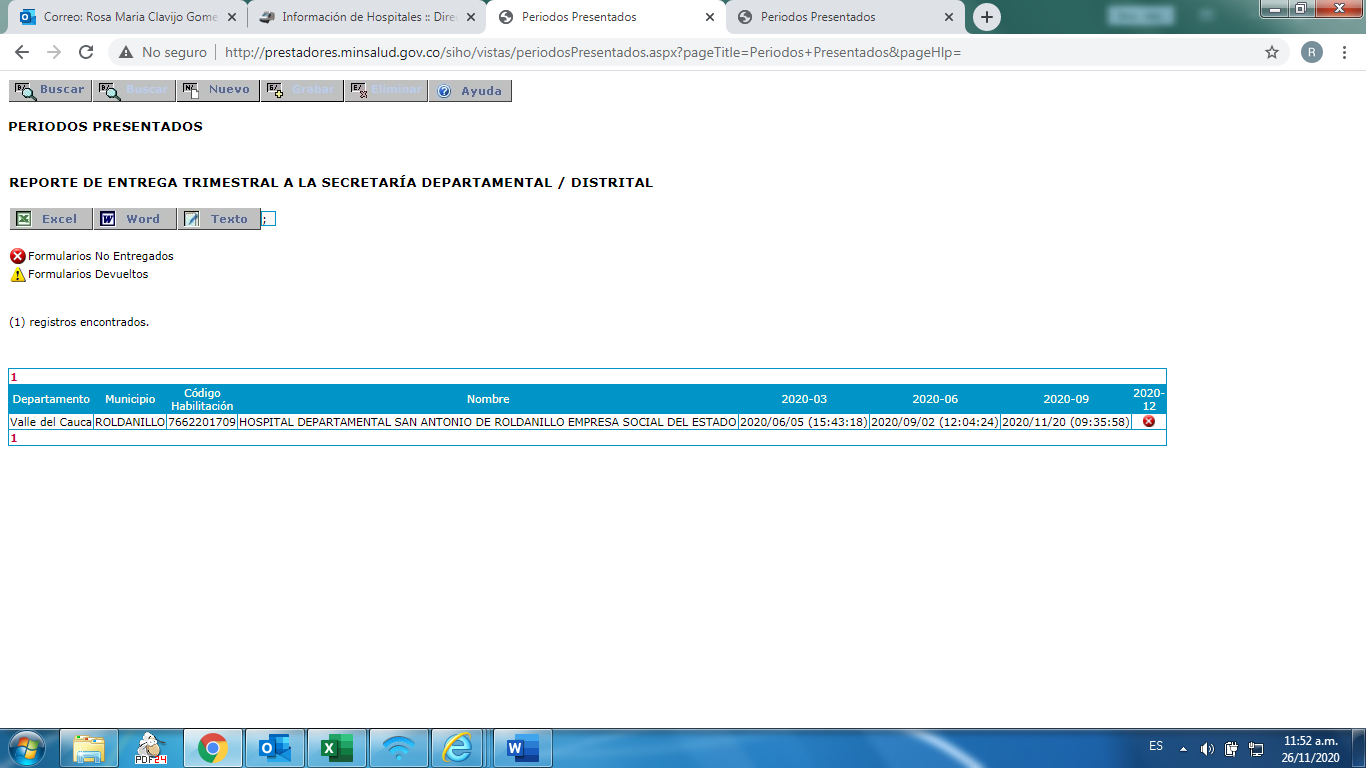 Correo: Rosa Maria Clavijo Gome
Información de Hospitales :: Dire
Periodos Presentados
Periodos Presentados
No seguro
http://prestadores.minsalud.gov.co/siho/vistas/periodosPresentados.aspx?pageTitle=Periodos+Presentados&pageHlp=
R
Buscar Buscar Nuevo Grabar Eliminar Ayuda
PERIODOS PRESENTADOS
REPORTE DE ENTREGA TRIMESTRAL A LA SECRETARÍA DEPARTAMENTAL / DISTRITAL
Excel Word Texto ;
Formularios No Entregados
Formularios Devueltos
(1) registros encontrados.
1
Departamento Municipio Código Habilitación Nombre 2020-03 2020-06 2020-09 2020-12
Valle del Cauca ROLDANILLO 7662201709 HOSPITAL DEPARTAMENTAL SAN ANTONIO DE ROLDANILLO EMPRESA SOCIAL DEL ESTADO 2020/06/05 (15:43:18) 2020/09/02 (12:04:24) 2020/11/20 (09:35:58)
1
PDF24
ES
11:52 a.m.
26/11/2020